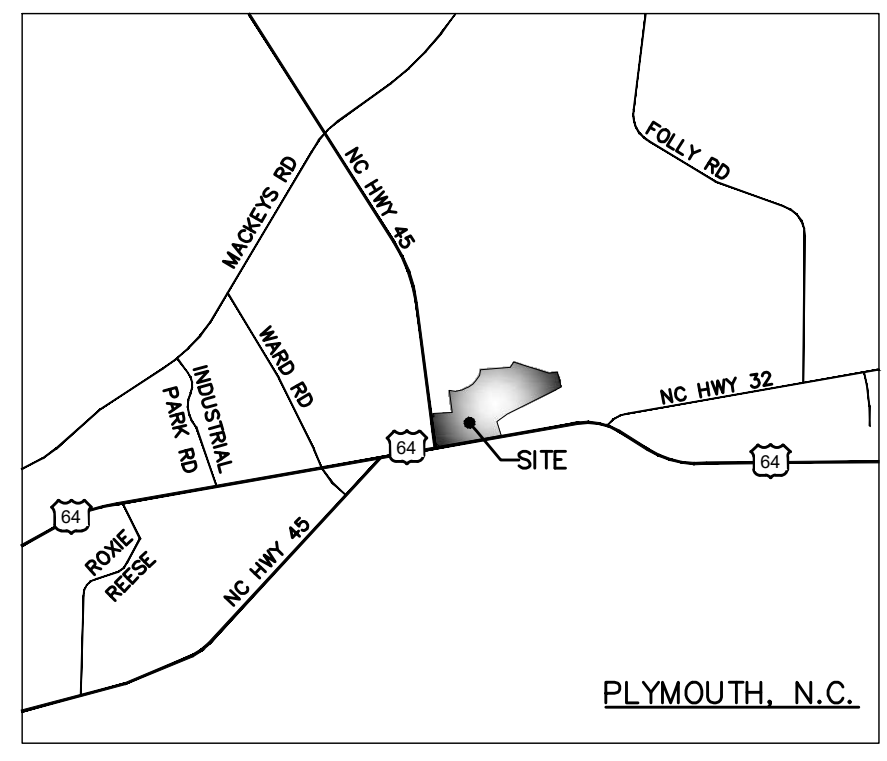 FOLLY RD
NC HWY 45
MACKEYS RD
WARD RD
INDUSTRIAL
PARK RD
NC HWY 32
64
SITE
64
64
ROXIE
REESE
NC HWY 45
PLYMOUTH, N.C.